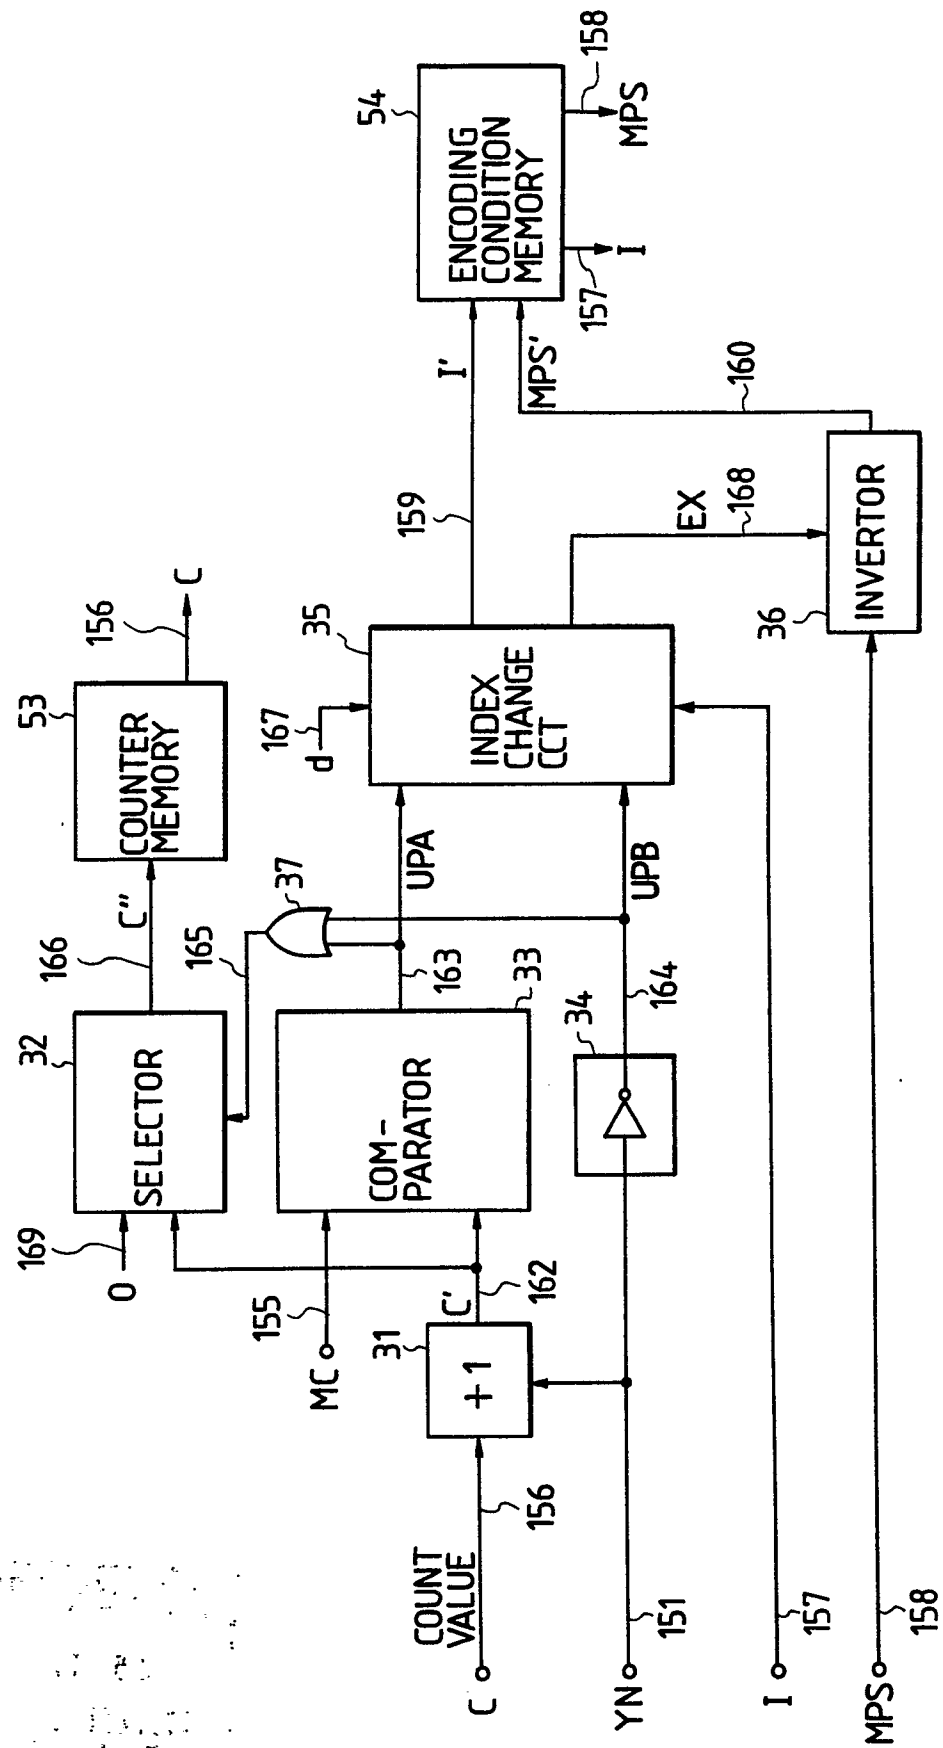 169
O
SELECTOR
32
166
C''
COUNTER
MEMORY
53
156
C
165
37
MC
155
COM-
PARATOR
33
163
UPA
d
167
INDEX
CHANGE
CCT
35
159
I'
ENCODING
CONDITION
MEMORY
54
157
I
158
MPS
COUNT
VALUE
C
156
+1
31
C'
162
34
164
UPB
EX
168
MPS'
160
YN
151
I
157
MPS
158
INVERTOR
36